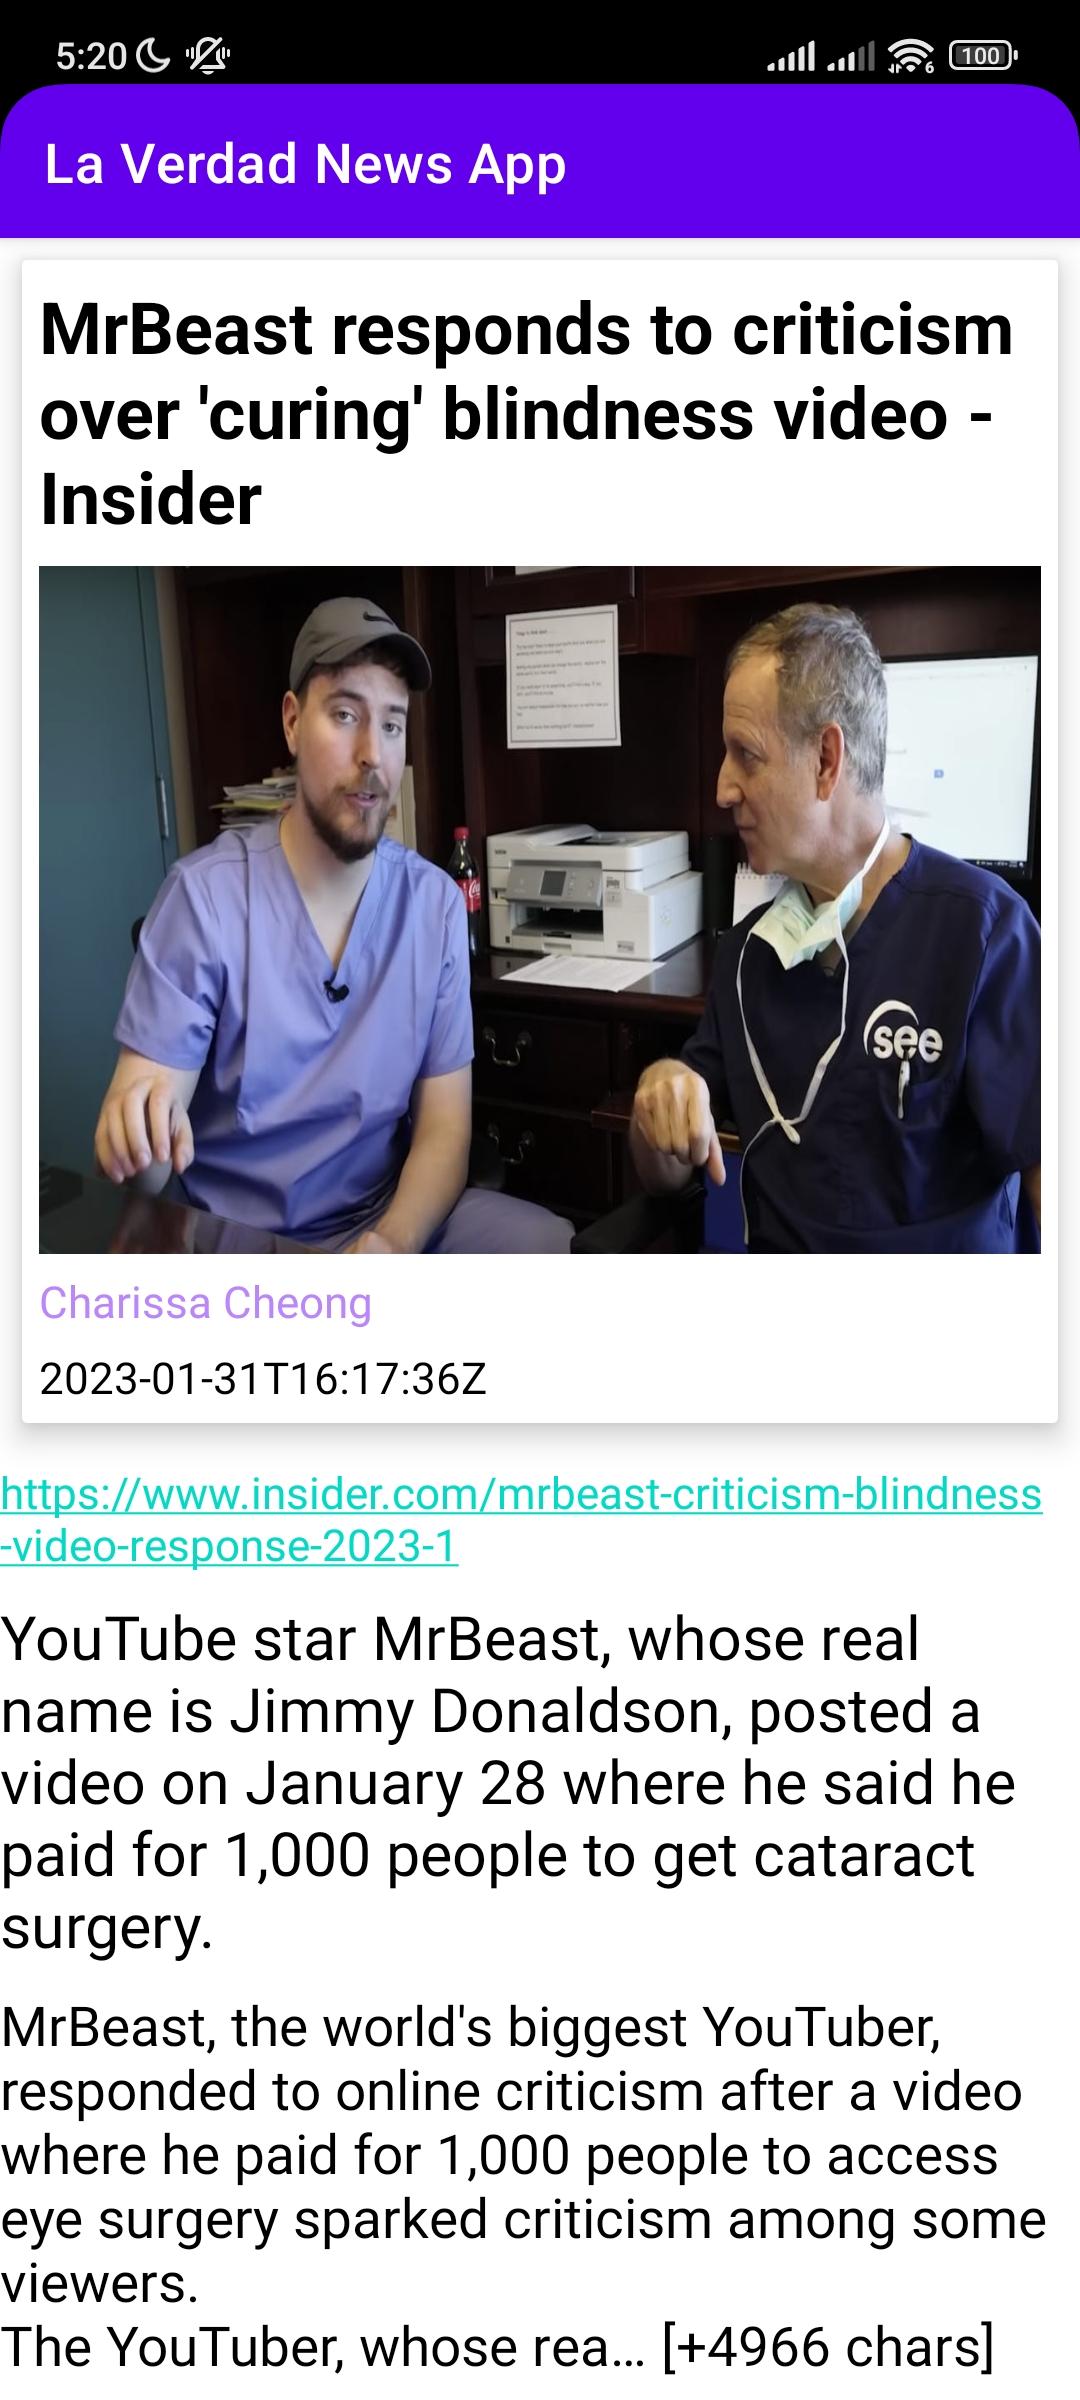 5:20
6
100
La Verdad News App
MrBeast responds to criticism
over 'curing' blindness video -
Insider
see
Charissa Cheong
2023-01-31T16:17:36Z
https://www.insider.com/mrbeast-criticism-blindness
-video-response-2023-1
YouTube star MrBeast, whose real
name is Jimmy Donaldson, posted a
video on January 28 where he said he
paid for 1,000 people to get cataract
surgery.
MrBeast, the world's biggest YouTuber,
responded to online criticism after a video
where he paid for 1,000 people to access
eye surgery sparked criticism among some
viewers.
The YouTuber, whose rea… [+4966 chars]